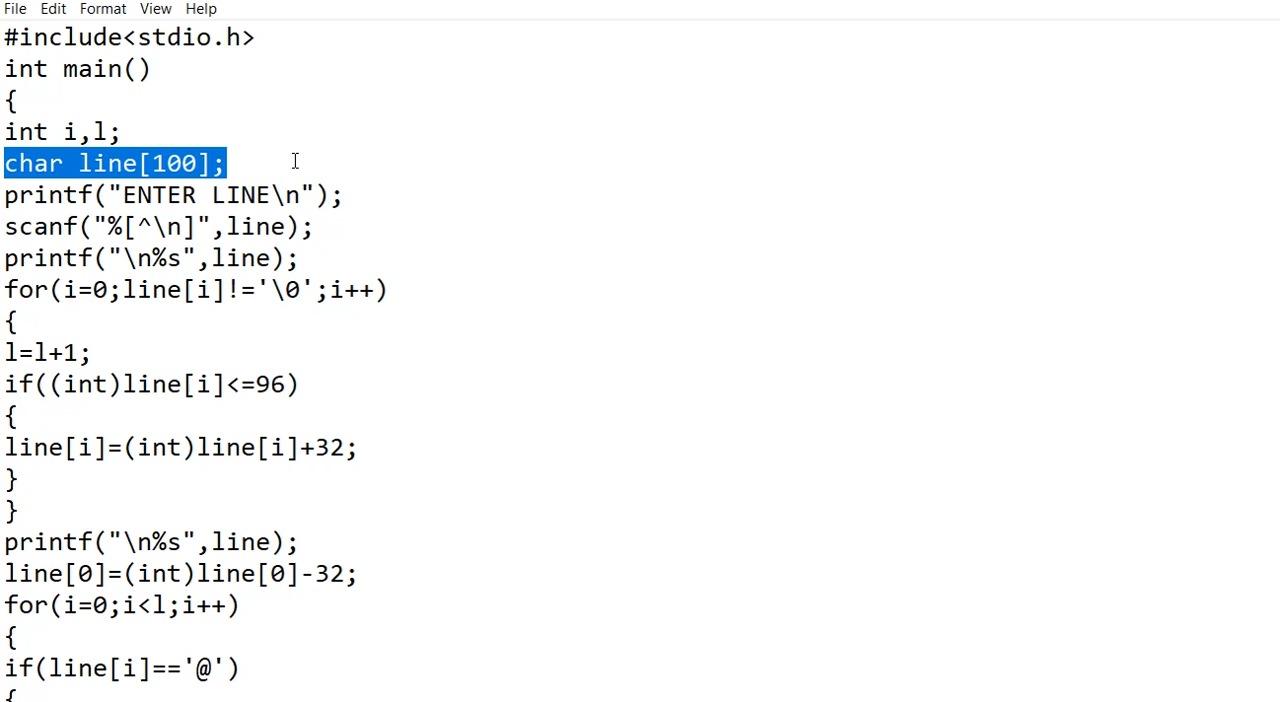 File Edit Format View Help
#include<stdio.h>
int main()
{
int i,l;
char line[100];
printf("ENTER LINE\n");
scanf("%[^\n]",line);
printf("\n%s",line);
for(i=0;line[i]!='\0';i++)
{
l=l+1;
if((int)line[i]<=96)
{
line[i]=(int)line[i]+32;
}
}
printf("\n%s",line);
line[0]=(int)line[0]-32;
for(i=0;i<l;i++)
{
if(line[i]=='@')
{